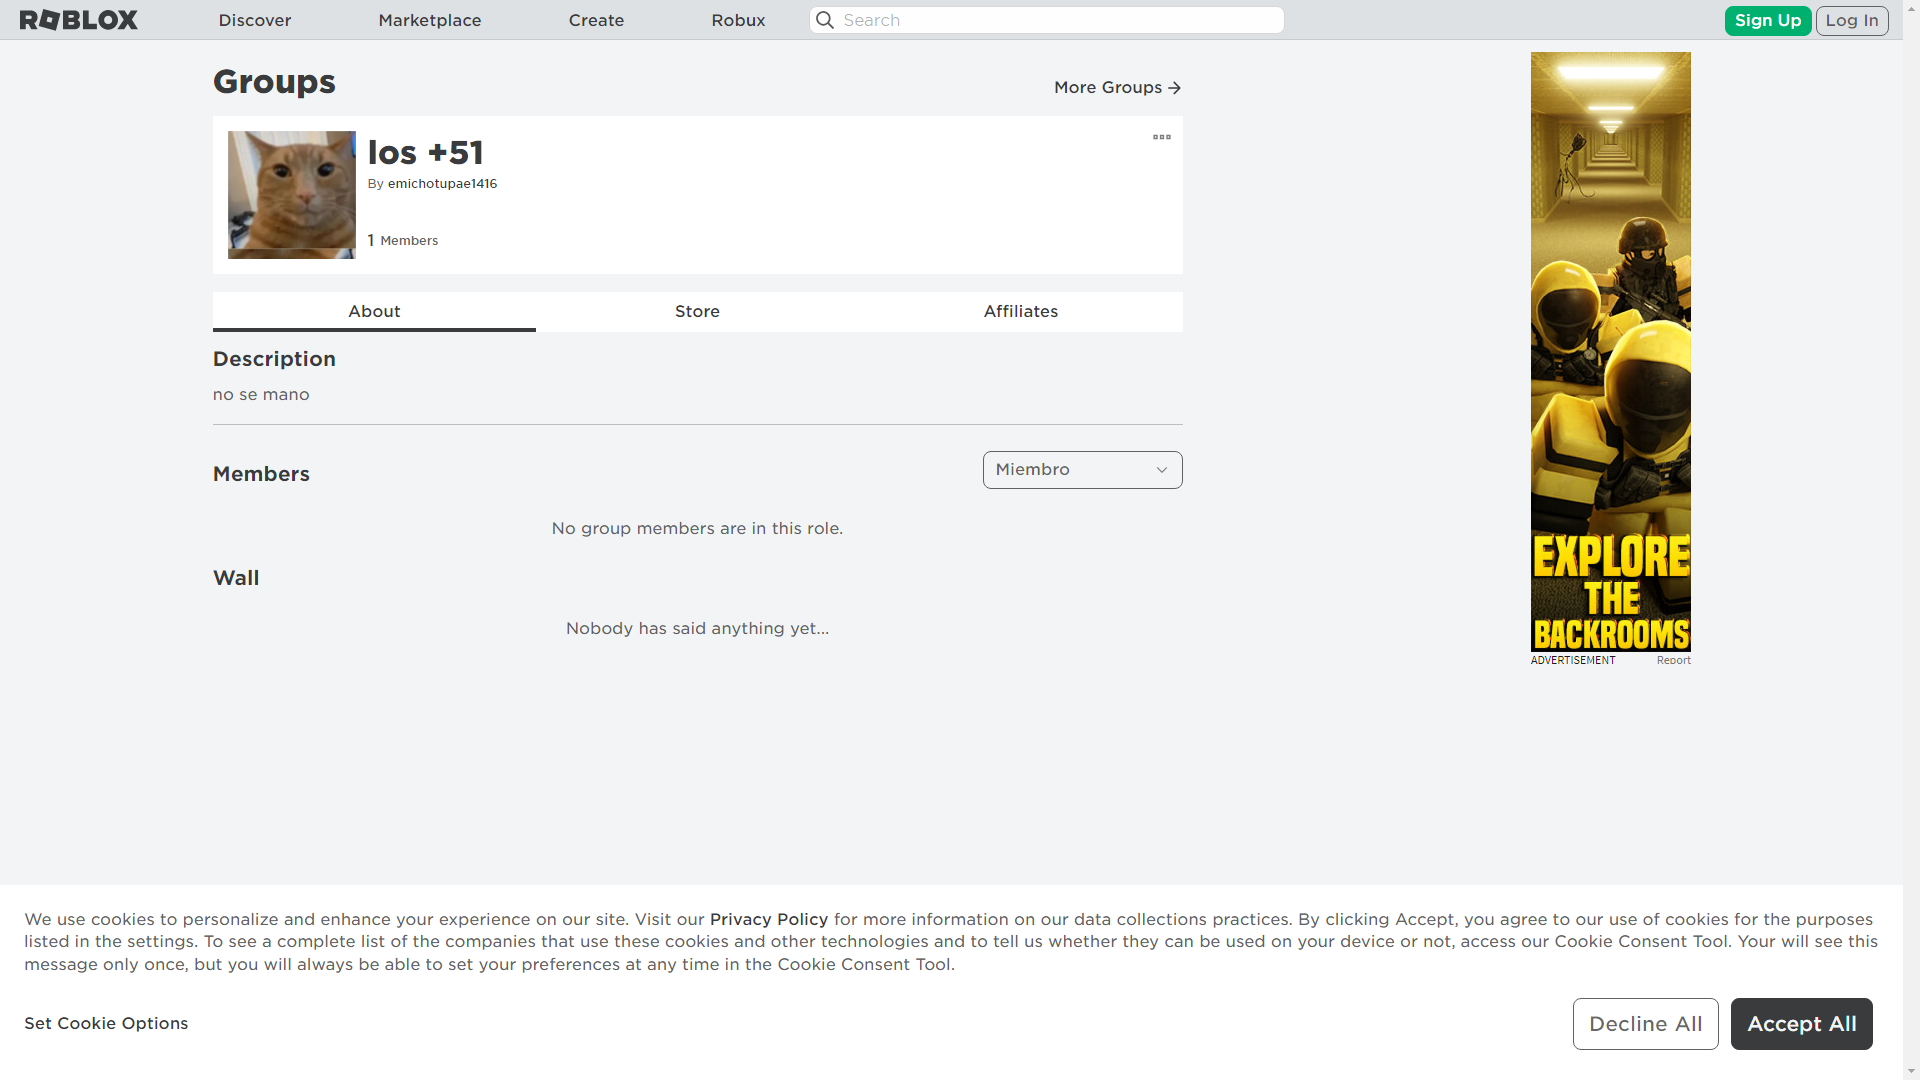 ROBLOX
Discover
Marketplace
Create
Robux
Search
Sign Up
Log In
Groups
More Groups
los +51
By emichotupae1416
1 Members
About
Store
Affiliates
Description
no se mano
Members
Miembro
No group members are in this role.
Wall
Nobody has said anything yet...
EXPLORE
THE
BACKROOMS
ADVERTISEMENT
Report
We use cookies to personalize and enhance your experience on our site. Visit our Privacy Policy for more information on our data collections practices. By clicking Accept, you agree to our use of cookies for the purposes
listed in the settings. To see a complete list of the companies that use these cookies and other technologies and to tell us whether they can be used on your device or not, access our Cookie Consent Tool. Your will see this
message only once, but you will always be able to set your preferences at any time in the Cookie Consent Tool.
Set Cookie Options
Decline All
Accept All